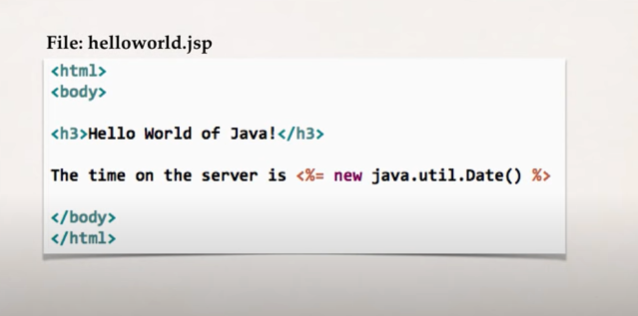 File: helloworld.jsp
<html>
<body>
<h3>Hello World of Java!</h3>
The time on the server is <%= new java.util.Date() %>
</body>
</html>